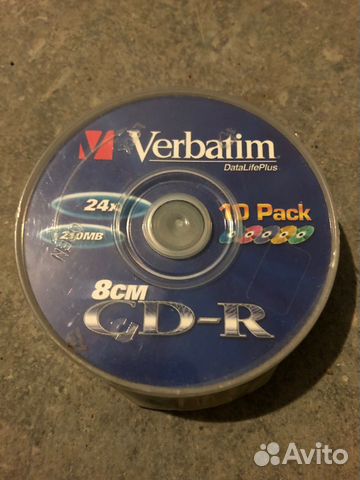 Verbatim
DataLifePlus
24x
10 Pack
210MB
8CM
CD-R
Avito